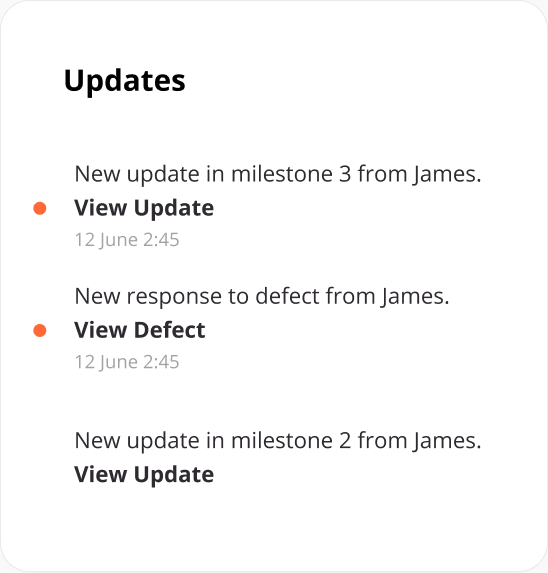 Updates
New update in milestone 3 from James.
View Update
12 June 2:45
New response to defect from James.
View Defect
12 June 2:45
New update in milestone 2 from James.
View Update